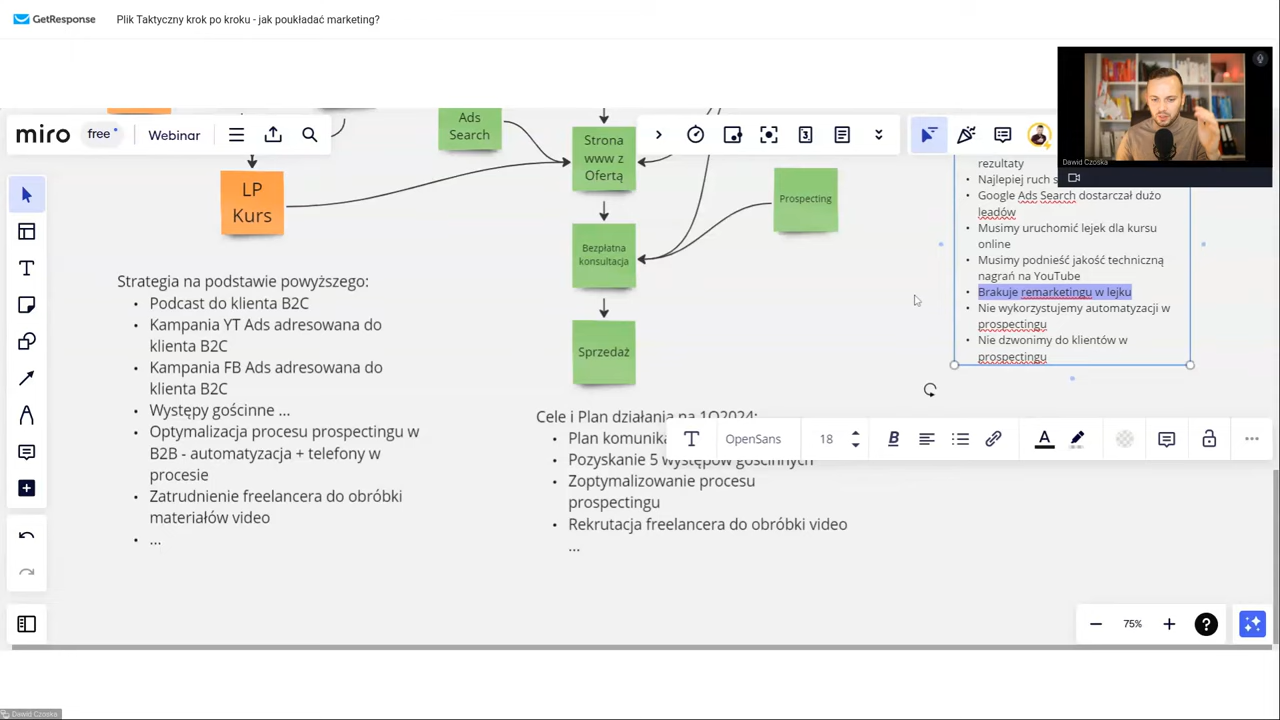 GetResponse
Plik Taktyczny krok po kroku - jak poukładać marketing?
miro
free
Webinar
Ads
Search
Strona
www z
Ofertą
LP
Kurs
Prospecting
Bezpłatna
konsultacja
Sprzedaż
Dawid Czoska
rezultaty
Najlepiej ruch s
Google Ads Search dostarczał dużo
leadów
Musimy uruchomić lejek dla kursu
online
Musimy podnieść jakość techniczną
nagrań na YouTube
Brakuje remarketingu w lejku
Nie wykorzystujemy automatyzacji w
prospectingu
Nie dzwonimy do klientów w
prospectingu
Strategia na podstawie powyższego:
Podcast do klienta B2C
Kampania YT Ads adresowana do
klienta B2C
Kampania FB Ads adresowana do
klienta B2C
Występy gościnne ...
Optymalizacja procesu prospectingu w
B2B - automatyzacja + telefony w
procesie
Zatrudnienie freelancera do obróbki
materiałów video
...
Cele i Plan działania na 1Q2024:
Plan komunika
Pozyskanie 5 występów gościnnych
Zoptymalizowanie procesu
prospectingu
Rekrutacja freelancera do obróbki video
...
OpenSans
18
75%
Dawid Czoska